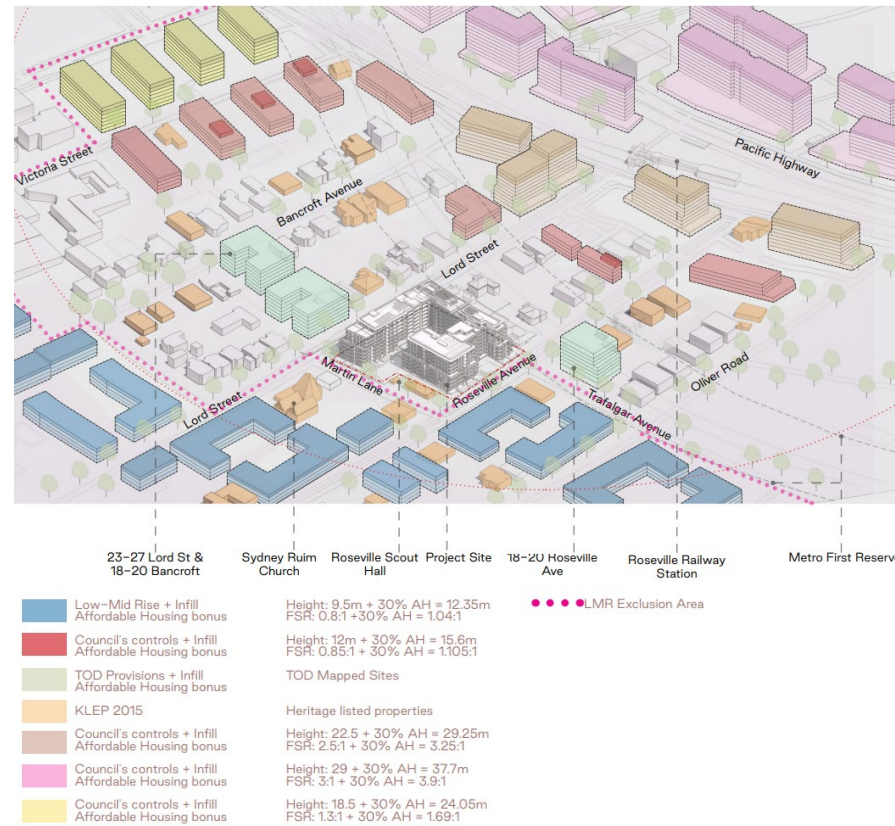 Pacific Highway
Victoria Street
Bancroft Avenue
Lord Street
Martin Lane
Roseville Avenue
Oliver Road
Trafalgar Avenue
Lord Street
23-27 Lord St &
18-20 Bancroft
Sydney Ruim
Church
Roseville Scout
Hall
Project Site
18-20 Roseville
Ave
Roseville Railway
Station
Metro First Reserve
Low-Mid Rise + Infill
Affordable Housing bonus
Height: 9.5m + 30% AH = 12.35m
FSR: 0.8:1 +30% AH = 1.04:1
LMR Exclusion Area
Council's controls + Infill
Affordable Housing bonus
Height: 12m + 30% AH = 15.6m
FSR: 0.85:1 + 30% AH = 1.105:1
TOD Provisions + Infill
Affordable Housing bonus
TOD Mapped Sites
KLEP 2015
Heritage listed properties
Council's controls + Infill
Affordable Housing bonus
Height: 22.5 + 30% AH = 29.25m
FSR: 2.5:1 + 30% AH = 3.25:1
Council's controls + Infill
Affordable Housing bonus
Height: 29 + 30% AH = 37.7m
FSR: 3:1 + 30% AH = 3.9:1
Council's controls + Infill
Affordable Housing bonus
Height: 18.5 + 30% AH = 24.05m
FSR: 1.3:1 + 30% AH = 1.69:1